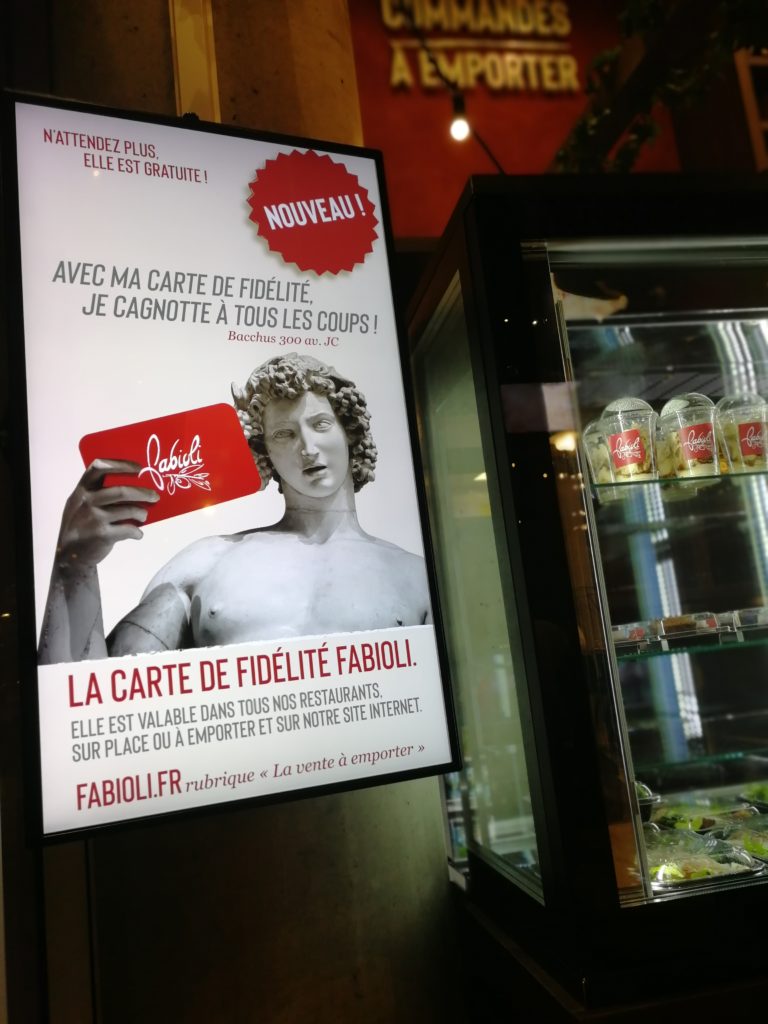 COMMANDES
À EMPORTER
N'ATTENDEZ PLUS,
ELLE EST GRATUITE !
NOUVEAU !
AVEC MA CARTE DE FIDÉLITÉ,
JE CAGNOTTE À TOUS LES COUPS !
Bacchus 300 av. JC
fabioli
fabioli
fabioli
LA CARTE DE FIDÉLITÉ FABIOLI.
ELLE EST VALABLE DANS TOUS NOS RESTAURANTS,
SUR PLACE OU À EMPORTER ET SUR NOTRE SITE INTERNET.
FABIOLI.FR rubrique « La vente à emporter »